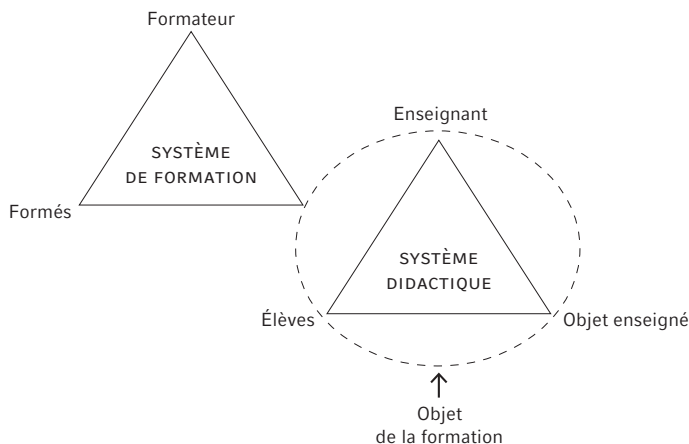 Formateur
SYSTÈME
DE FORMATION
Formés
Enseignant
SYSTÈME
DIDACTIQUE
Élèves
Objet enseigné
Objet
de la formation